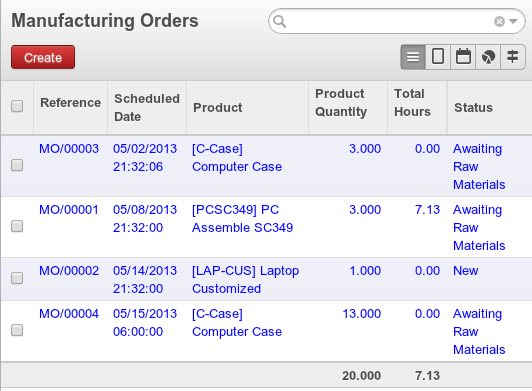 Manufacturing Orders
Create
Reference Scheduled Date Product Product Quantity Total Hours Status
MO/00003 05/02/2013 21:32:06 [C-Case] Computer Case 3.000 0.00 Awaiting Raw Materials
MO/00001 05/08/2013 21:32:00 [PCSC349] PC Assemble SC349 3.000 7.13 Awaiting Raw Materials
MO/00002 05/14/2013 21:32:00 [LAP-CUS] Laptop Customized 1.000 0.00 New
MO/00004 05/15/2013 06:00:00 [C-Case] Computer Case 13.000 0.00 Awaiting Raw Materials
20.000 7.13